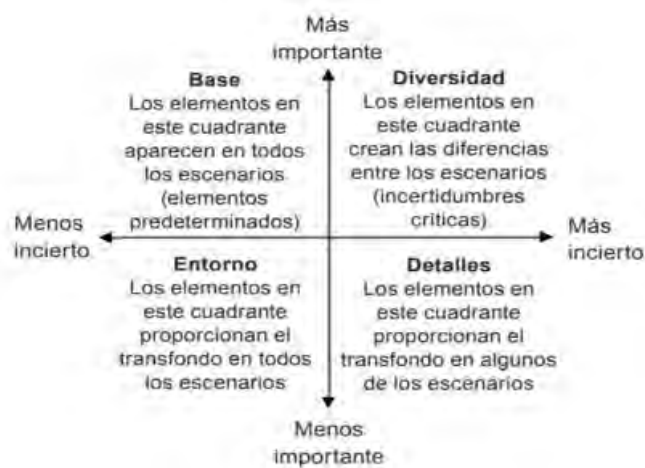 Más
importante
Base
Los elementos en
este cuadrante
aparecen en todos
los escenarios
(elementos
predeterminados)
Diversidad
Los elementos en
este cuadrante
crean las diferencias
entre los escenarios
(incertidumbres
críticas)
Menos
incierto
Más
incierto
Entorno
Los elementos en
este cuadrante
proporcionan el
transfondo en todos
los escenarios
Detalles
Los elementos en
este cuadrante
proporcionan el
transfondo en algunos
de los escenarios
Menos
importante